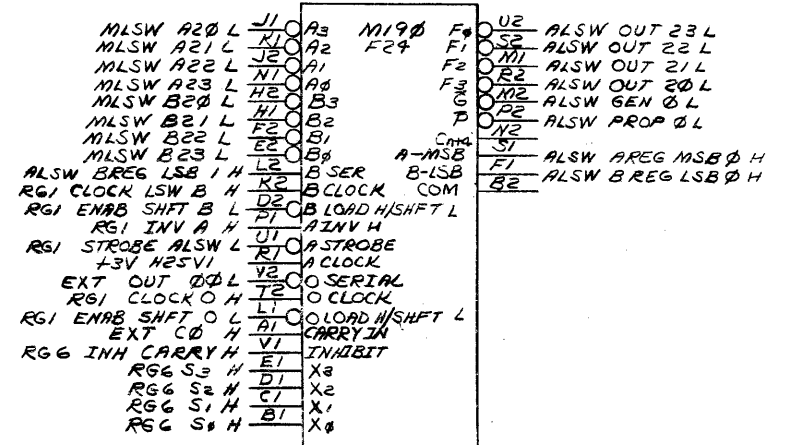 MLSW A20 L J1 A3 M190 F0 U2 ALSW OUT 23 L
MLSW A21 L K1 A2 F24 F1 S2 ALSW OUT 22 L
MLSW A22 L J2 A1 F2 M1 ALSW OUT 21 L
MLSW A23 L N1 A0 F3 R2 ALSW OUT 20 L
MLSW B20 L H2 B3 G M2 ALSW GEN 0 L
MLSW B21 L H1 B2 P P2 ALSW PROP 0 L
MLSW B22 L F2 B1 Cn+4 N2
MLSW B23 L E2 B0 A-MSB S1 ALSW AREG MSB 0 H
ALSW BREG LSB 1 H L2 B SER B-LSB F1 ALSW BREG LSB 0 H
RG1 CLOCK LSW B H K2 B CLOCK COM B2
RG1 ENAB SHFT B L D2 B LOAD H/SHFT L
RG1 INV A H P1 A INV H
RG1 STROBE ALSW L U1 A STROBE
+3V H25V1 R1 A CLOCK
EXT OUT 00 L V2 O SERIAL
RG1 CLOCK O H T2 O CLOCK
RG1 ENAB SHFT O L L1 O LOAD H/SHFT L
EXT C0 H A1 CARRY IN
RG6 INH CARRY H V1 INHIBIT
RG6 S3 H E1 X3
RG6 S2 H D1 X2
RG6 S1 H C1 X1
RG6 S0 H B1 X0